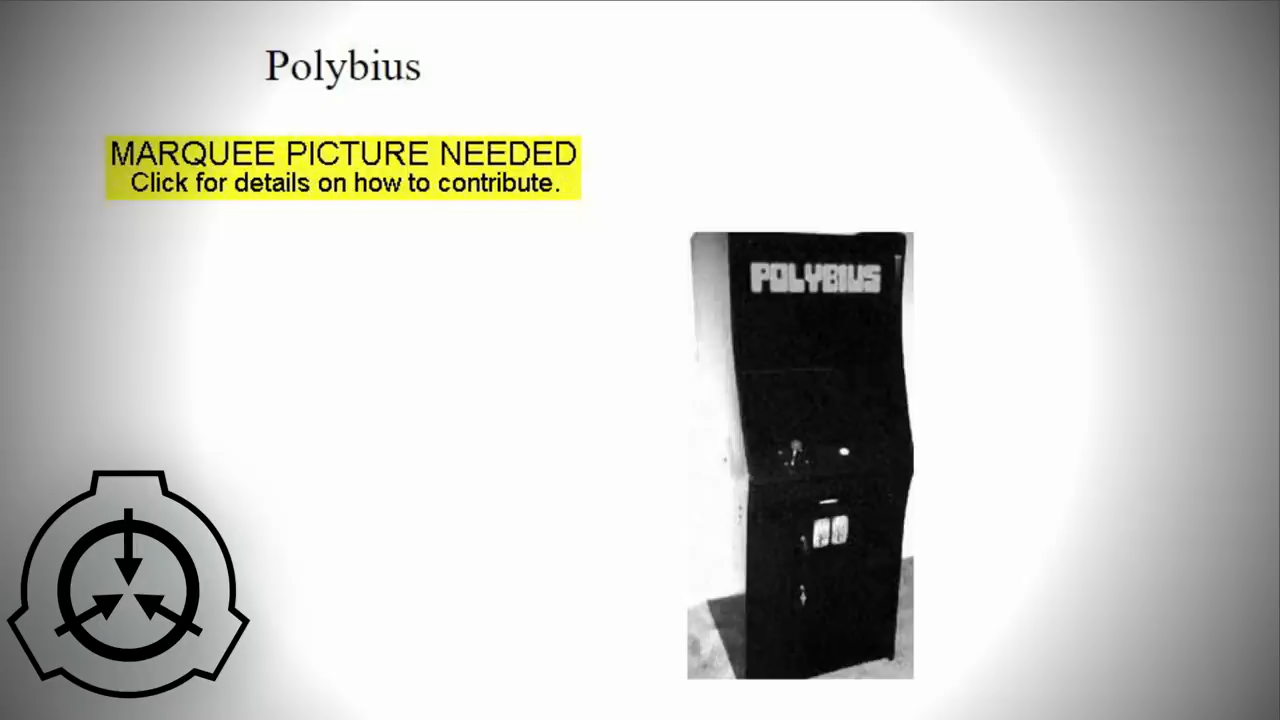 Polybius
MARQUEE PICTURE NEEDED
Click for details on how to contribute.
POLYBIUS